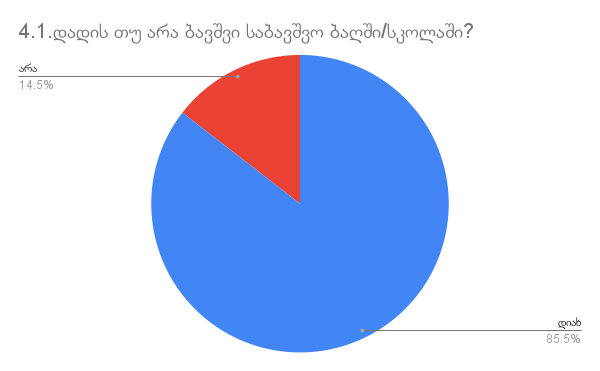 4.1.დადის თუ არა ბავშვი საბავშვო ბაღში/სკოლაში?
არა
14.5%
დიახ
85.5%